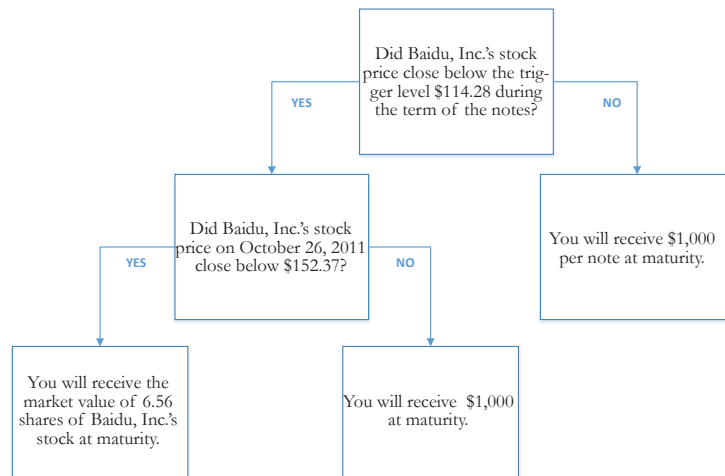 Did Baidu, Inc.'s stock
price close below the trig-
ger level $114.28 during
the term of the notes?
YES
NO
Did Baidu, Inc.'s stock
price on October 26, 2011
close below $152.37?
You will receive $1,000
per note at maturity.
YES
NO
You will receive the
market value of 6.56
shares of Baidu, Inc.'s
stock at maturity.
You will receive $1,000
at maturity.